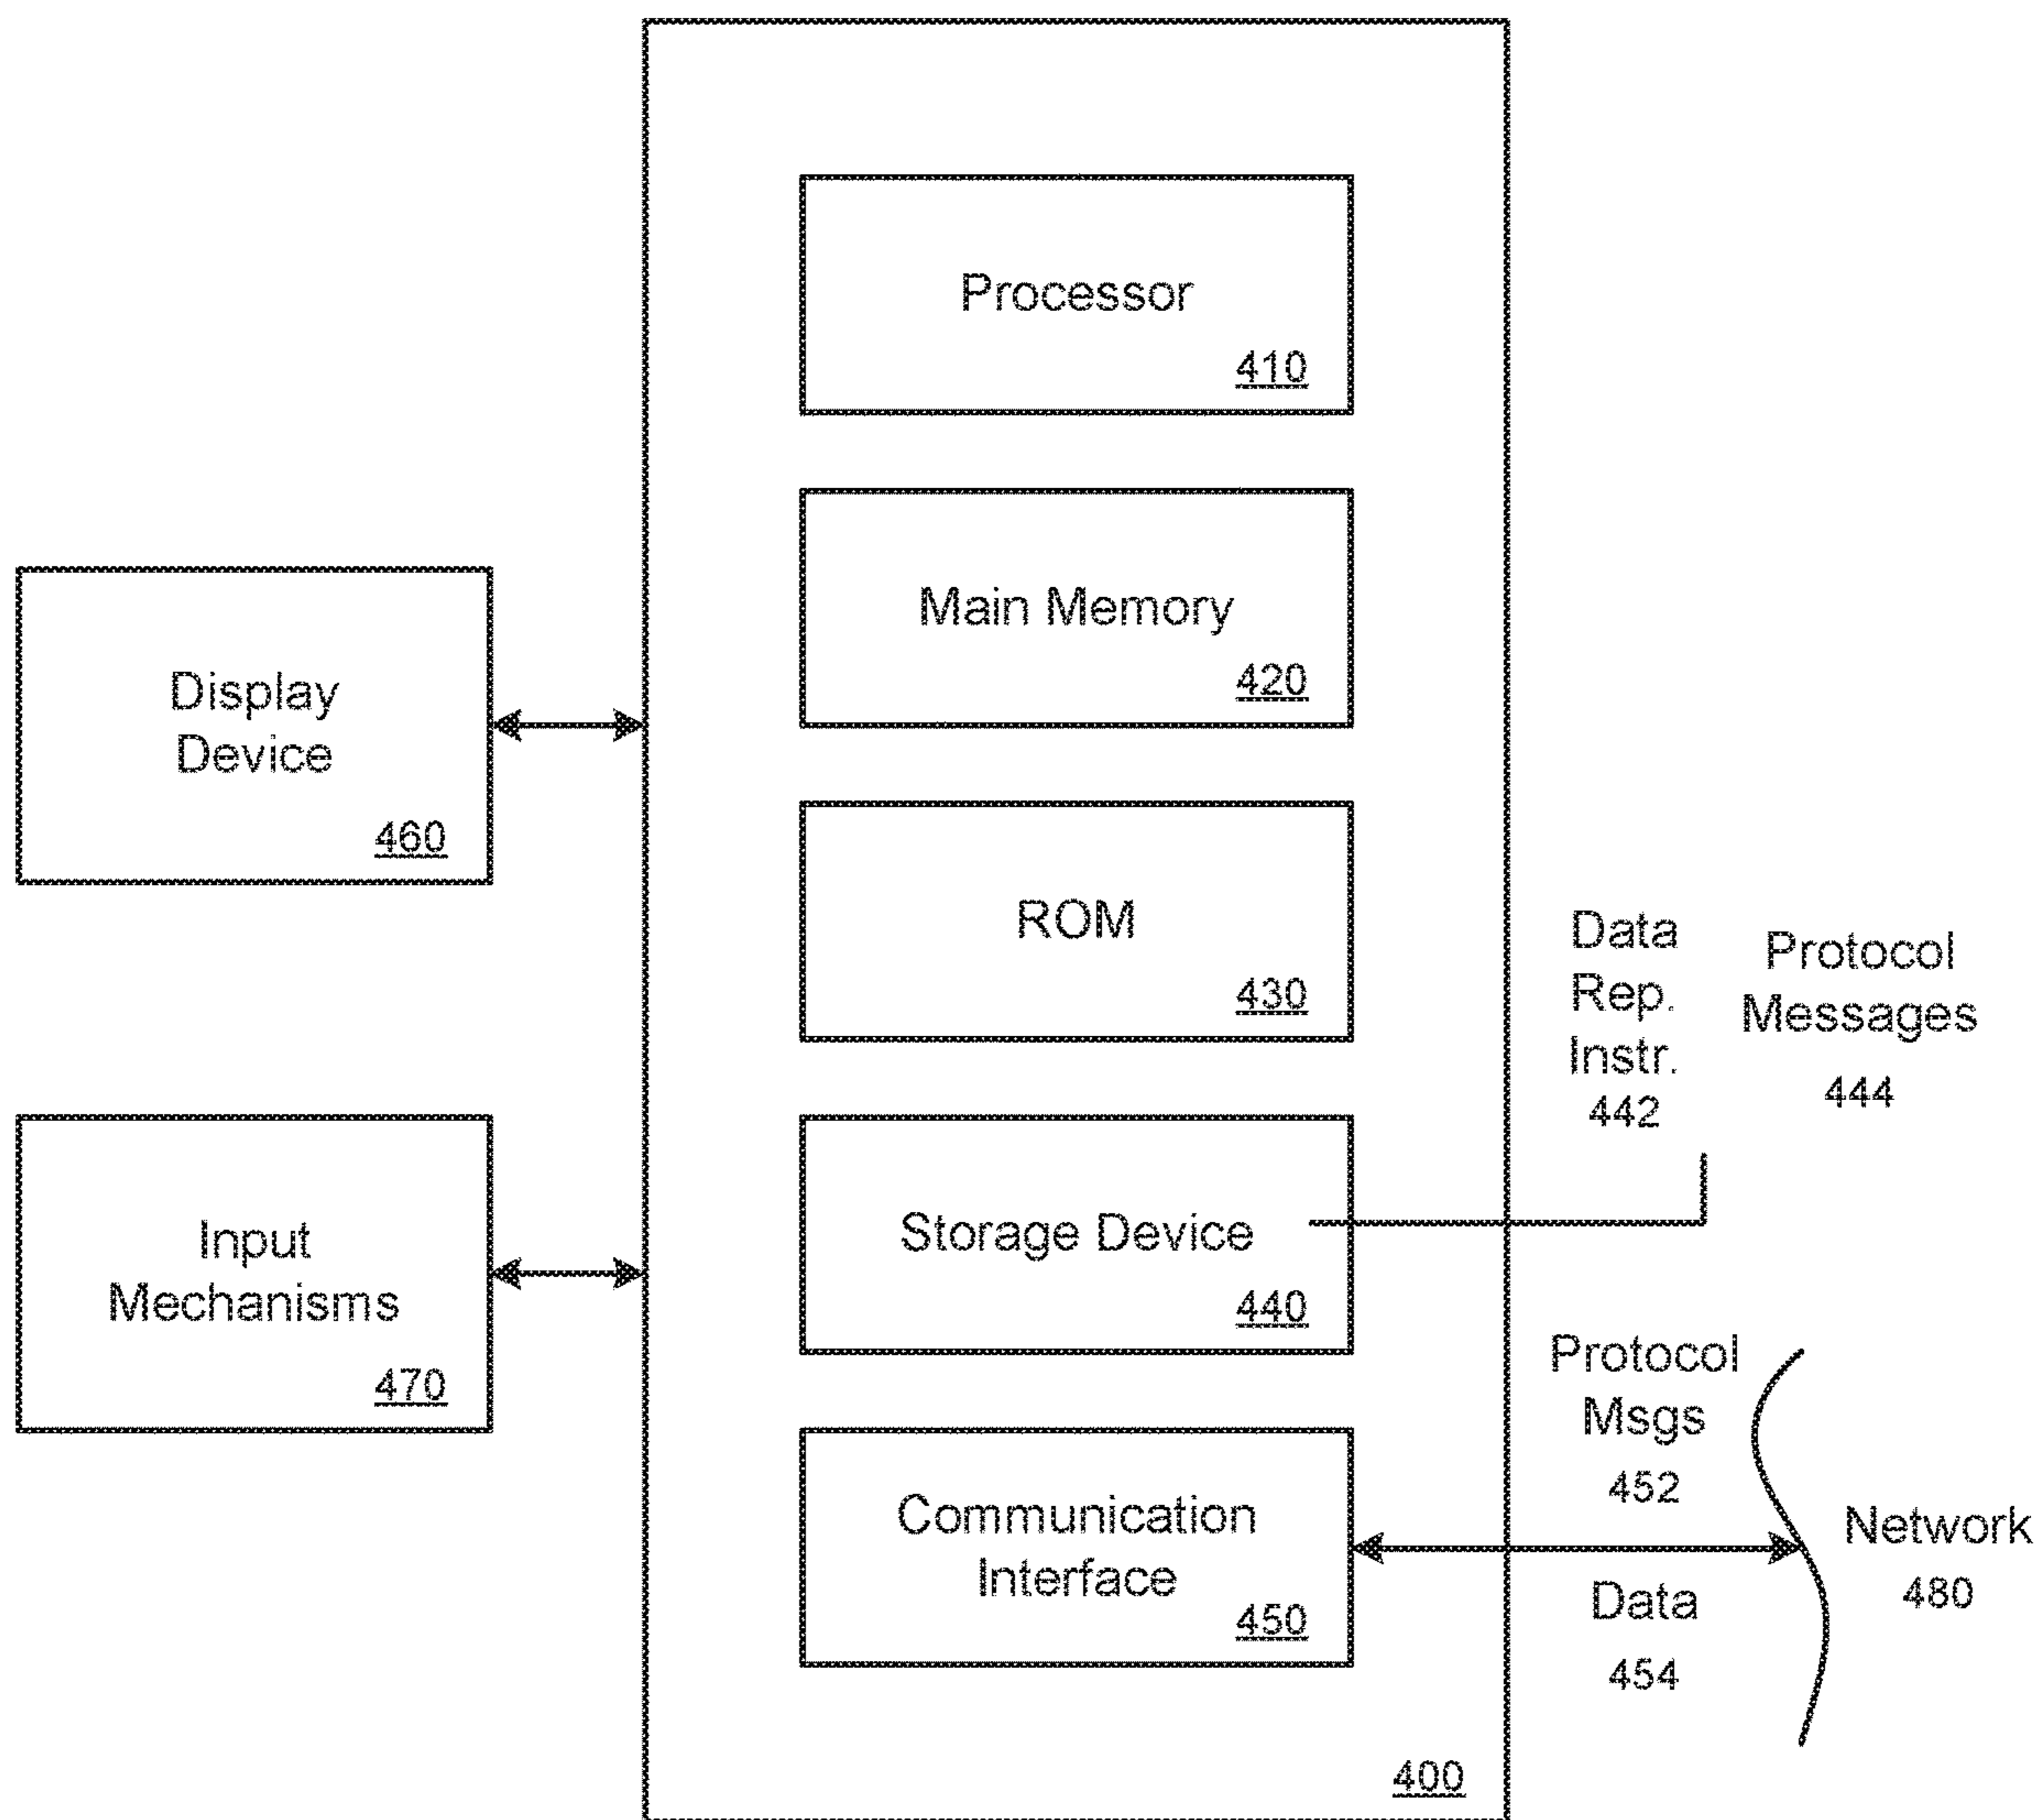 Processor
410
Main Memory
420
Display
Device
460
ROM
430
Data
Rep.
Instr.
442
Protocol
Messages
444
Input
Mechanisms
470
Storage Device
440
Protocol
Msgs
452
Communication
Interface
450
Data
454
Network
480
400